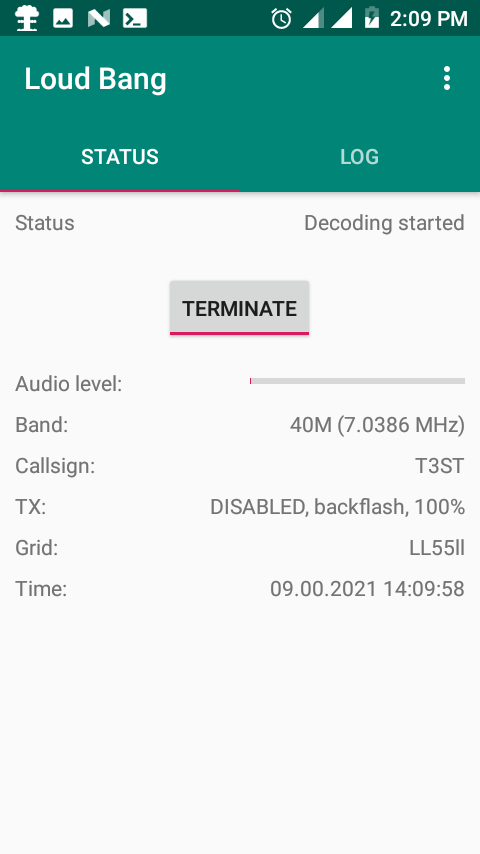 2:09 PM
Loud Bang
STATUS LOG
Status Decoding started
TERMINATE
Audio level:
Band: 40M (7.0386 MHz)
Callsign: T3ST
TX: DISABLED, backflash, 100%
Grid: LL55ll
Time: 09.00.2021 14:09:58